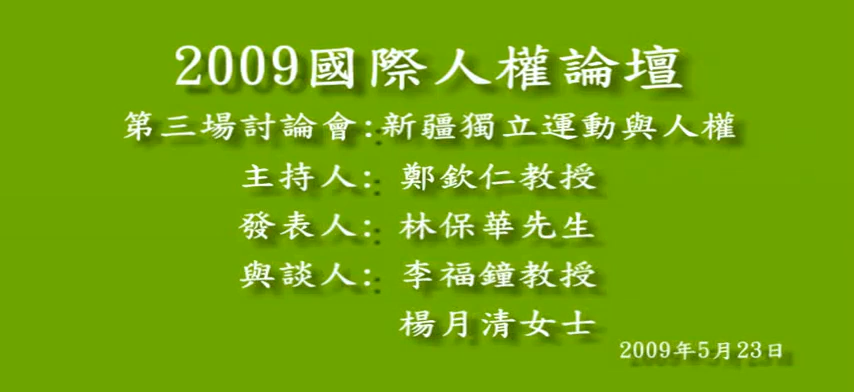 2009國際人權論壇
第三場討論會:新疆獨立運動與人權
主持人: 鄭欽仁教授
發表人: 林保華先生
與談人: 李福鐘教授
楊月清女士
2009年5月23日